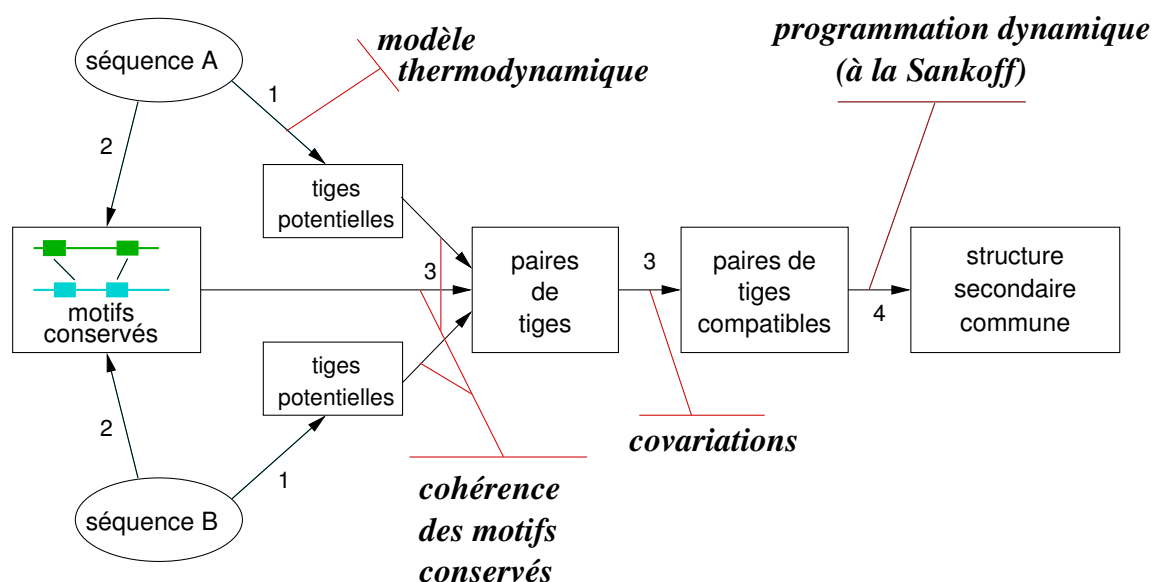 séquence A
1
modèle
thermodynamique
programmation dynamique
(à la Sankoff)
2
tiges
potentielles
motifs
conservés
3
paires
de
tiges
3
paires de
tiges
compatibles
4
structure
secondaire
commune
tiges
potentielles
2
1
séquence B
covariations
cohérence
des motifs
conservés